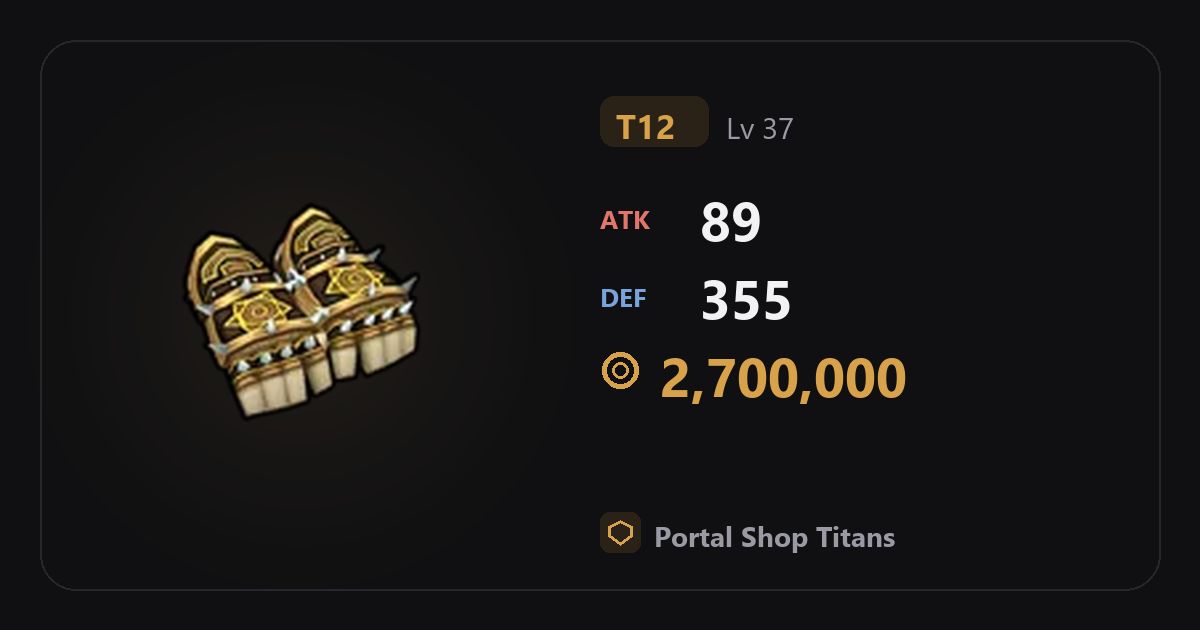 T12 Lv 37
ATK 89
DEF 355
2,700,000
Portal Shop Titans